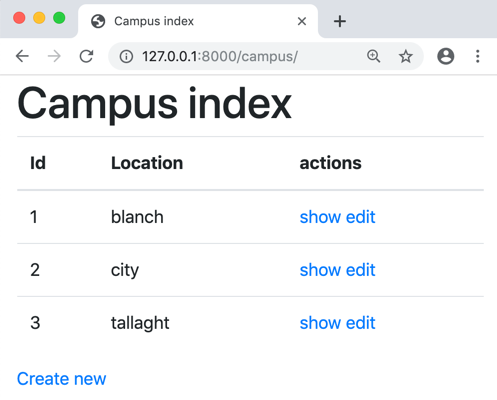 Campus index
127.0.0.1:8000/campus/
Campus index
Id Location actions
1 blanch show edit
2 city show edit
3 tallaght show edit
Create new